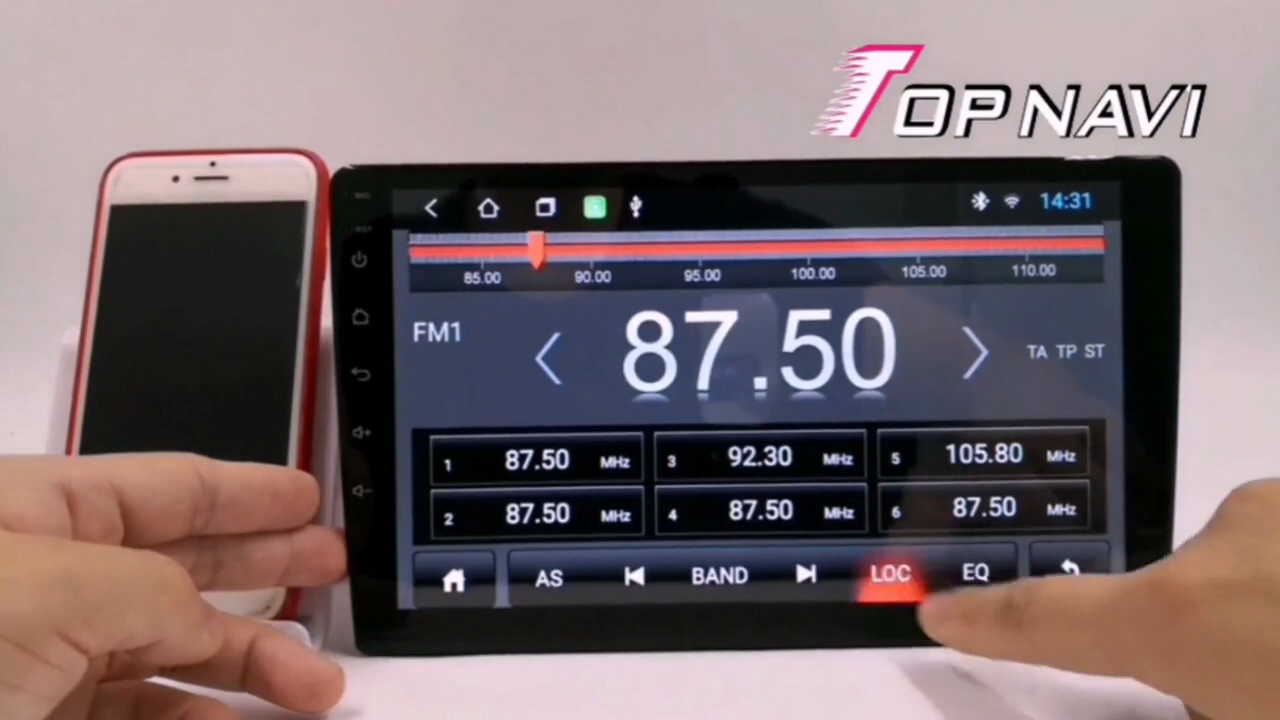 TOPNAVI
MIC
14:31
RST
85.00 90.00 95.00 100.00 105.00 110.00
FM1
87.50
TA TP ST
1 87.50 MHz 3 92.30 MHz 5 105.80 MHz
2 87.50 MHz 4 87.50 MHz 6 87.50 MHz
AS BAND LOC EQ